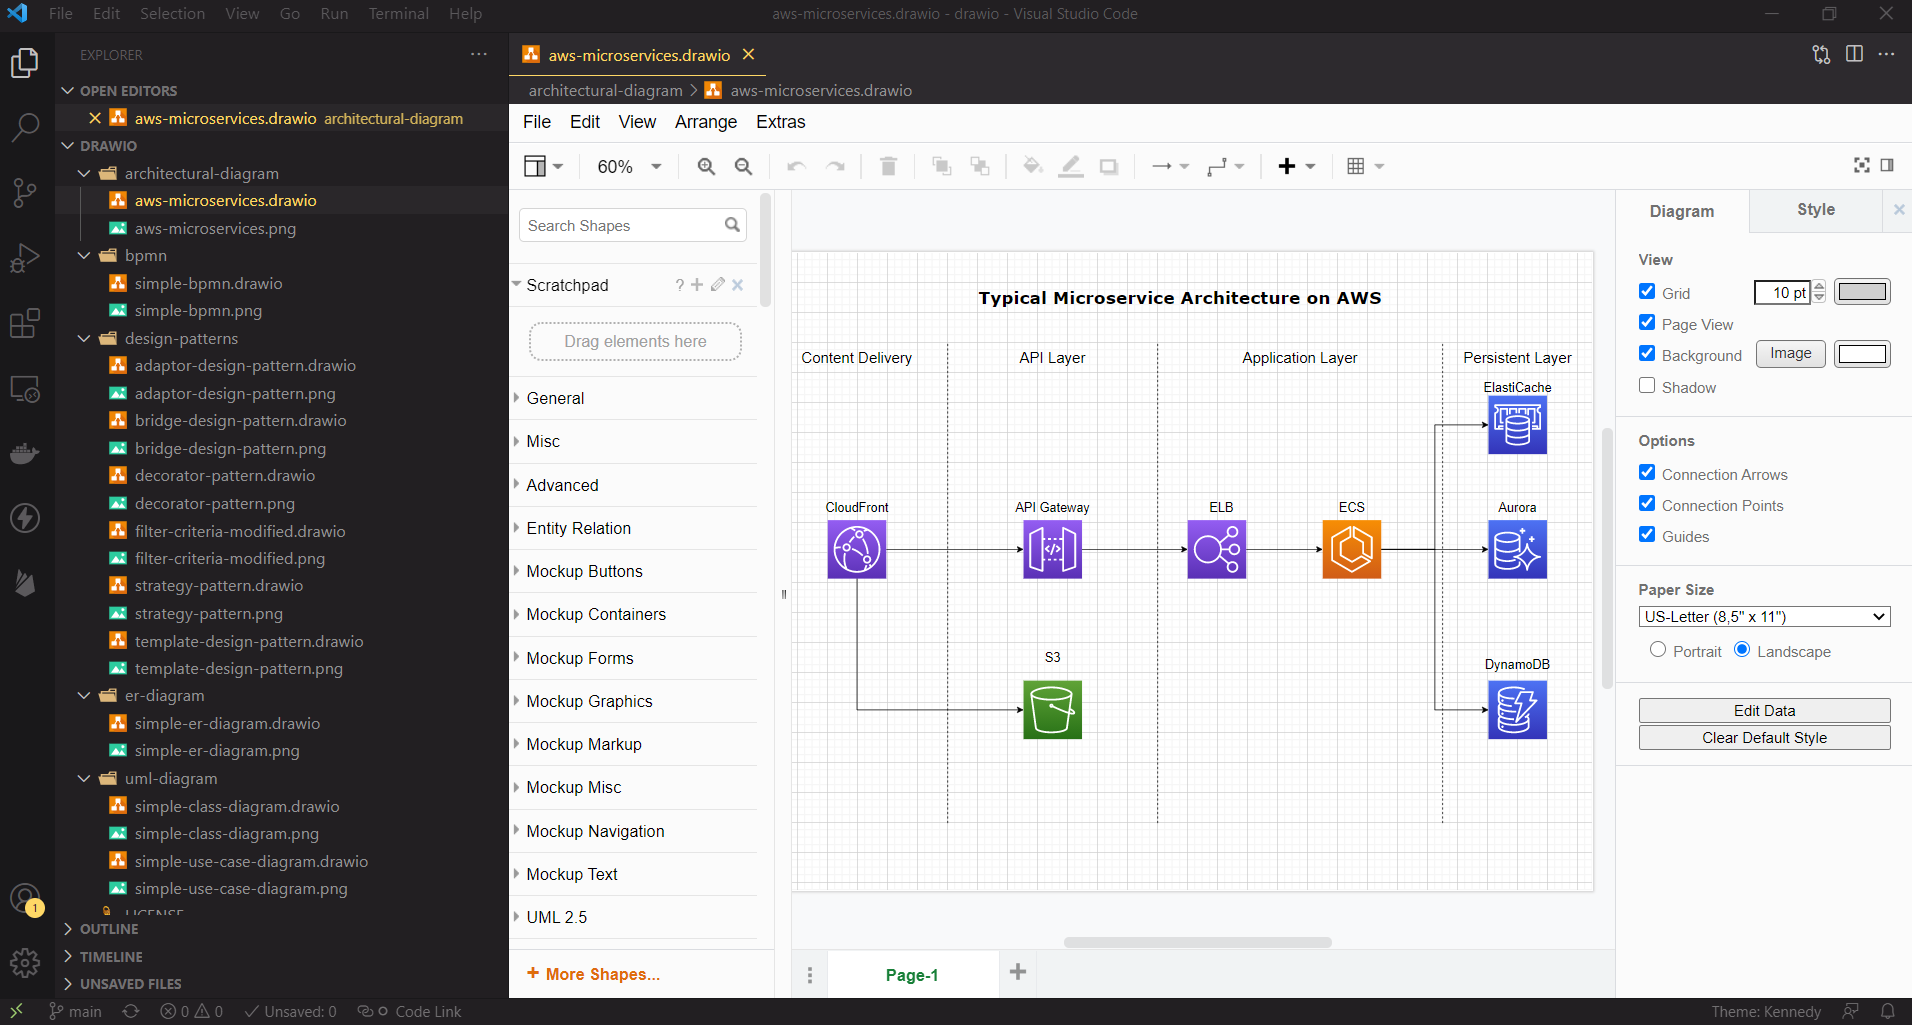 File Edit Selection View Go Run Terminal Help
aws-microservices.drawio - drawio - Visual Studio Code
EXPLORER
OPEN EDITORS
aws-microservices.drawio architectural-diagram
DRAWIO
architectural-diagram
aws-microservices.drawio
aws-microservices.png
bpmn
simple-bpmn.drawio
simple-bpmn.png
design-patterns
adaptor-design-pattern.drawio
adaptor-design-pattern.png
bridge-design-pattern.drawio
bridge-design-pattern.png
decorator-pattern.drawio
decorator-pattern.png
filter-criteria-modified.drawio
filter-criteria-modified.png
strategy-pattern.drawio
strategy-pattern.png
template-design-pattern.drawio
template-design-pattern.png
er-diagram
simple-er-diagram.drawio
simple-er-diagram.png
uml-diagram
simple-class-diagram.drawio
simple-class-diagram.png
simple-use-case-diagram.drawio
simple-use-case-diagram.png
LICENSE
OUTLINE
TIMELINE
UNSAVED FILES
1
aws-microservices.drawio
architectural-diagram > aws-microservices.drawio
File Edit View Arrange Extras
60%
Search Shapes
Scratchpad
?
Drag elements here
General
Misc
Advanced
Entity Relation
Mockup Buttons
Mockup Containers
Mockup Forms
Mockup Graphics
Mockup Markup
Mockup Misc
Mockup Navigation
Mockup Text
UML 2.5
+ More Shapes...
Typical Microservice Architecture on AWS
Content Delivery
API Layer
Application Layer
Persistent Layer
ElastiCache
CloudFront
API Gateway
ELB
ECS
Aurora
S3
DynamoDB
Page-1
Diagram
Style
View
Grid
10 pt
Page View
Background
Image
Shadow
Options
Connection Arrows
Connection Points
Guides
Paper Size
US-Letter (8,5" x 11")
Portrait
Landscape
Edit Data
Clear Default Style
main
0
0
Unsaved: 0
Code Link
Theme: Kennedy